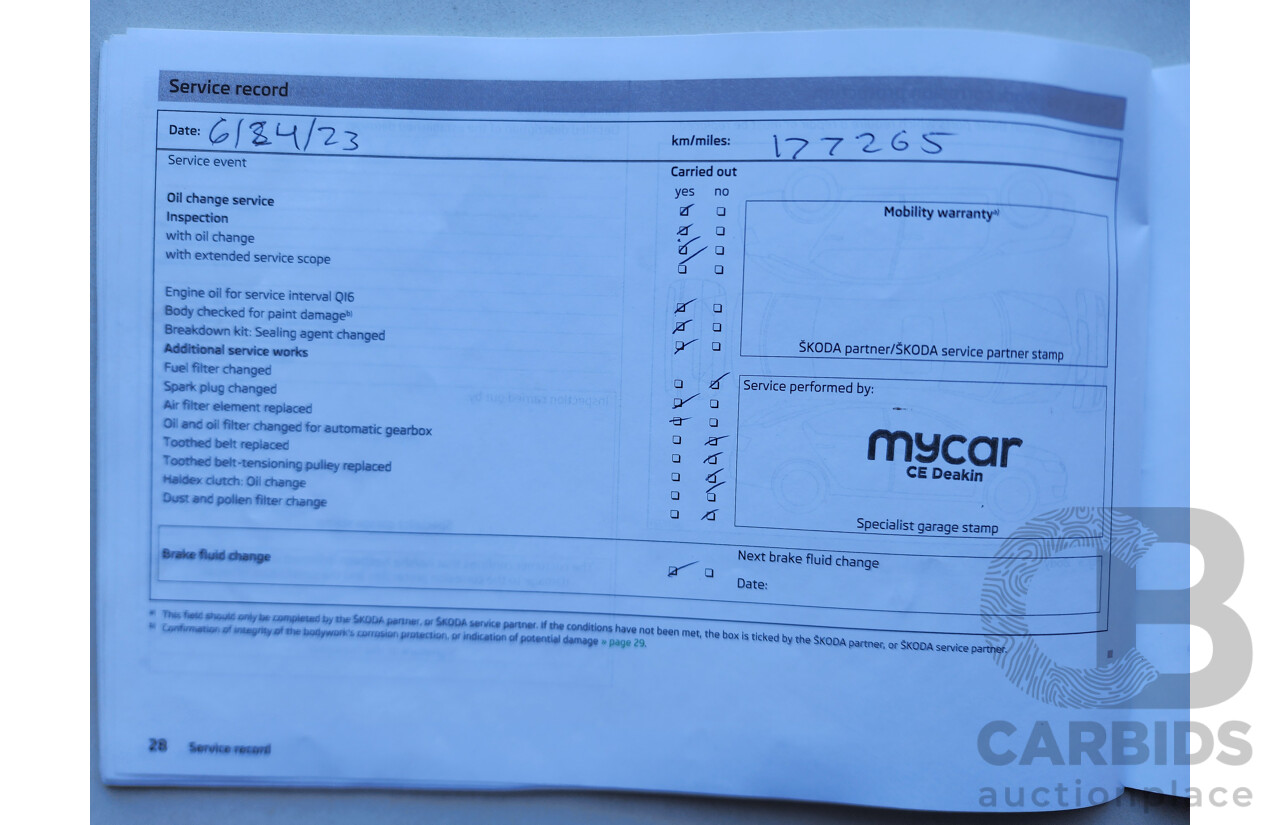 Service record
Date: 6/84/23 km/miles: 177265
Service event Carried out
yes no
Oil change service
Inspection
with oil change
with extended service scope
Mobility warrantyᵃ⁾
Engine oil for service interval QI6
Body checked for paint damageᵇ⁾
Breakdown kit: Sealing agent changed
ŠKODA partner/ŠKODA service partner stamp
Additional service works
Fuel filter changed
Spark plug changed
Air filter element replaced
Oil and oil filter changed for automatic gearbox
Toothed belt replaced
Toothed belt-tensioning pulley replaced
Haldex clutch: Oil change
Dust and pollen filter change
Service performed by:
mycar
CE Deakin
Specialist garage stamp
Brake fluid change
Next brake fluid change
Date:
ᵃ⁾ This field should only be completed by the ŠKODA partner, or ŠKODA service partner. If the conditions have not been met, the box is ticked by the ŠKODA partner, or ŠKODA service partner.
ᵇ⁾ Confirmation of integrity of the bodywork's corrosion protection, or indication of potential damage » page 29.
28 Service record
CB
CARBIDS
auctionplace